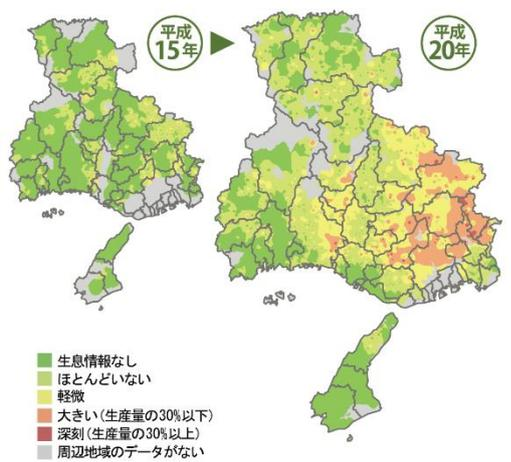 平成
15年
平成
20年
生息情報なし
ほとんどいない
軽微
大きい(生産量の30%以下)
深刻(生産量の30%以上)
周辺地域のデータがない